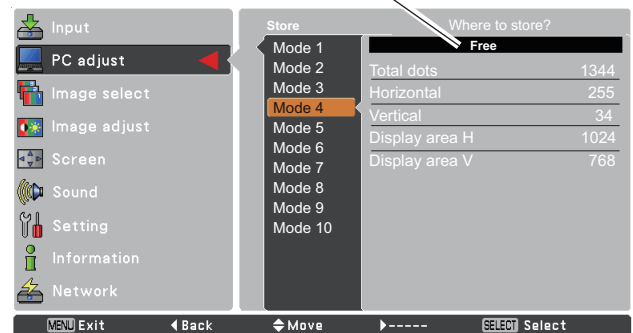 Input
PC adjust
Image select
Image adjust
Screen
Sound
Setting
Information
Network
Store
Mode 1
Mode 2
Mode 3
Mode 4
Mode 5
Mode 6
Mode 7
Mode 8
Mode 9
Mode 10
Where to store?
Free
Total dots 1344
Horizontal 255
Vertical 34
Display area H 1024
Display area V 768
MENU Exit Back Move ----- SELECT Select